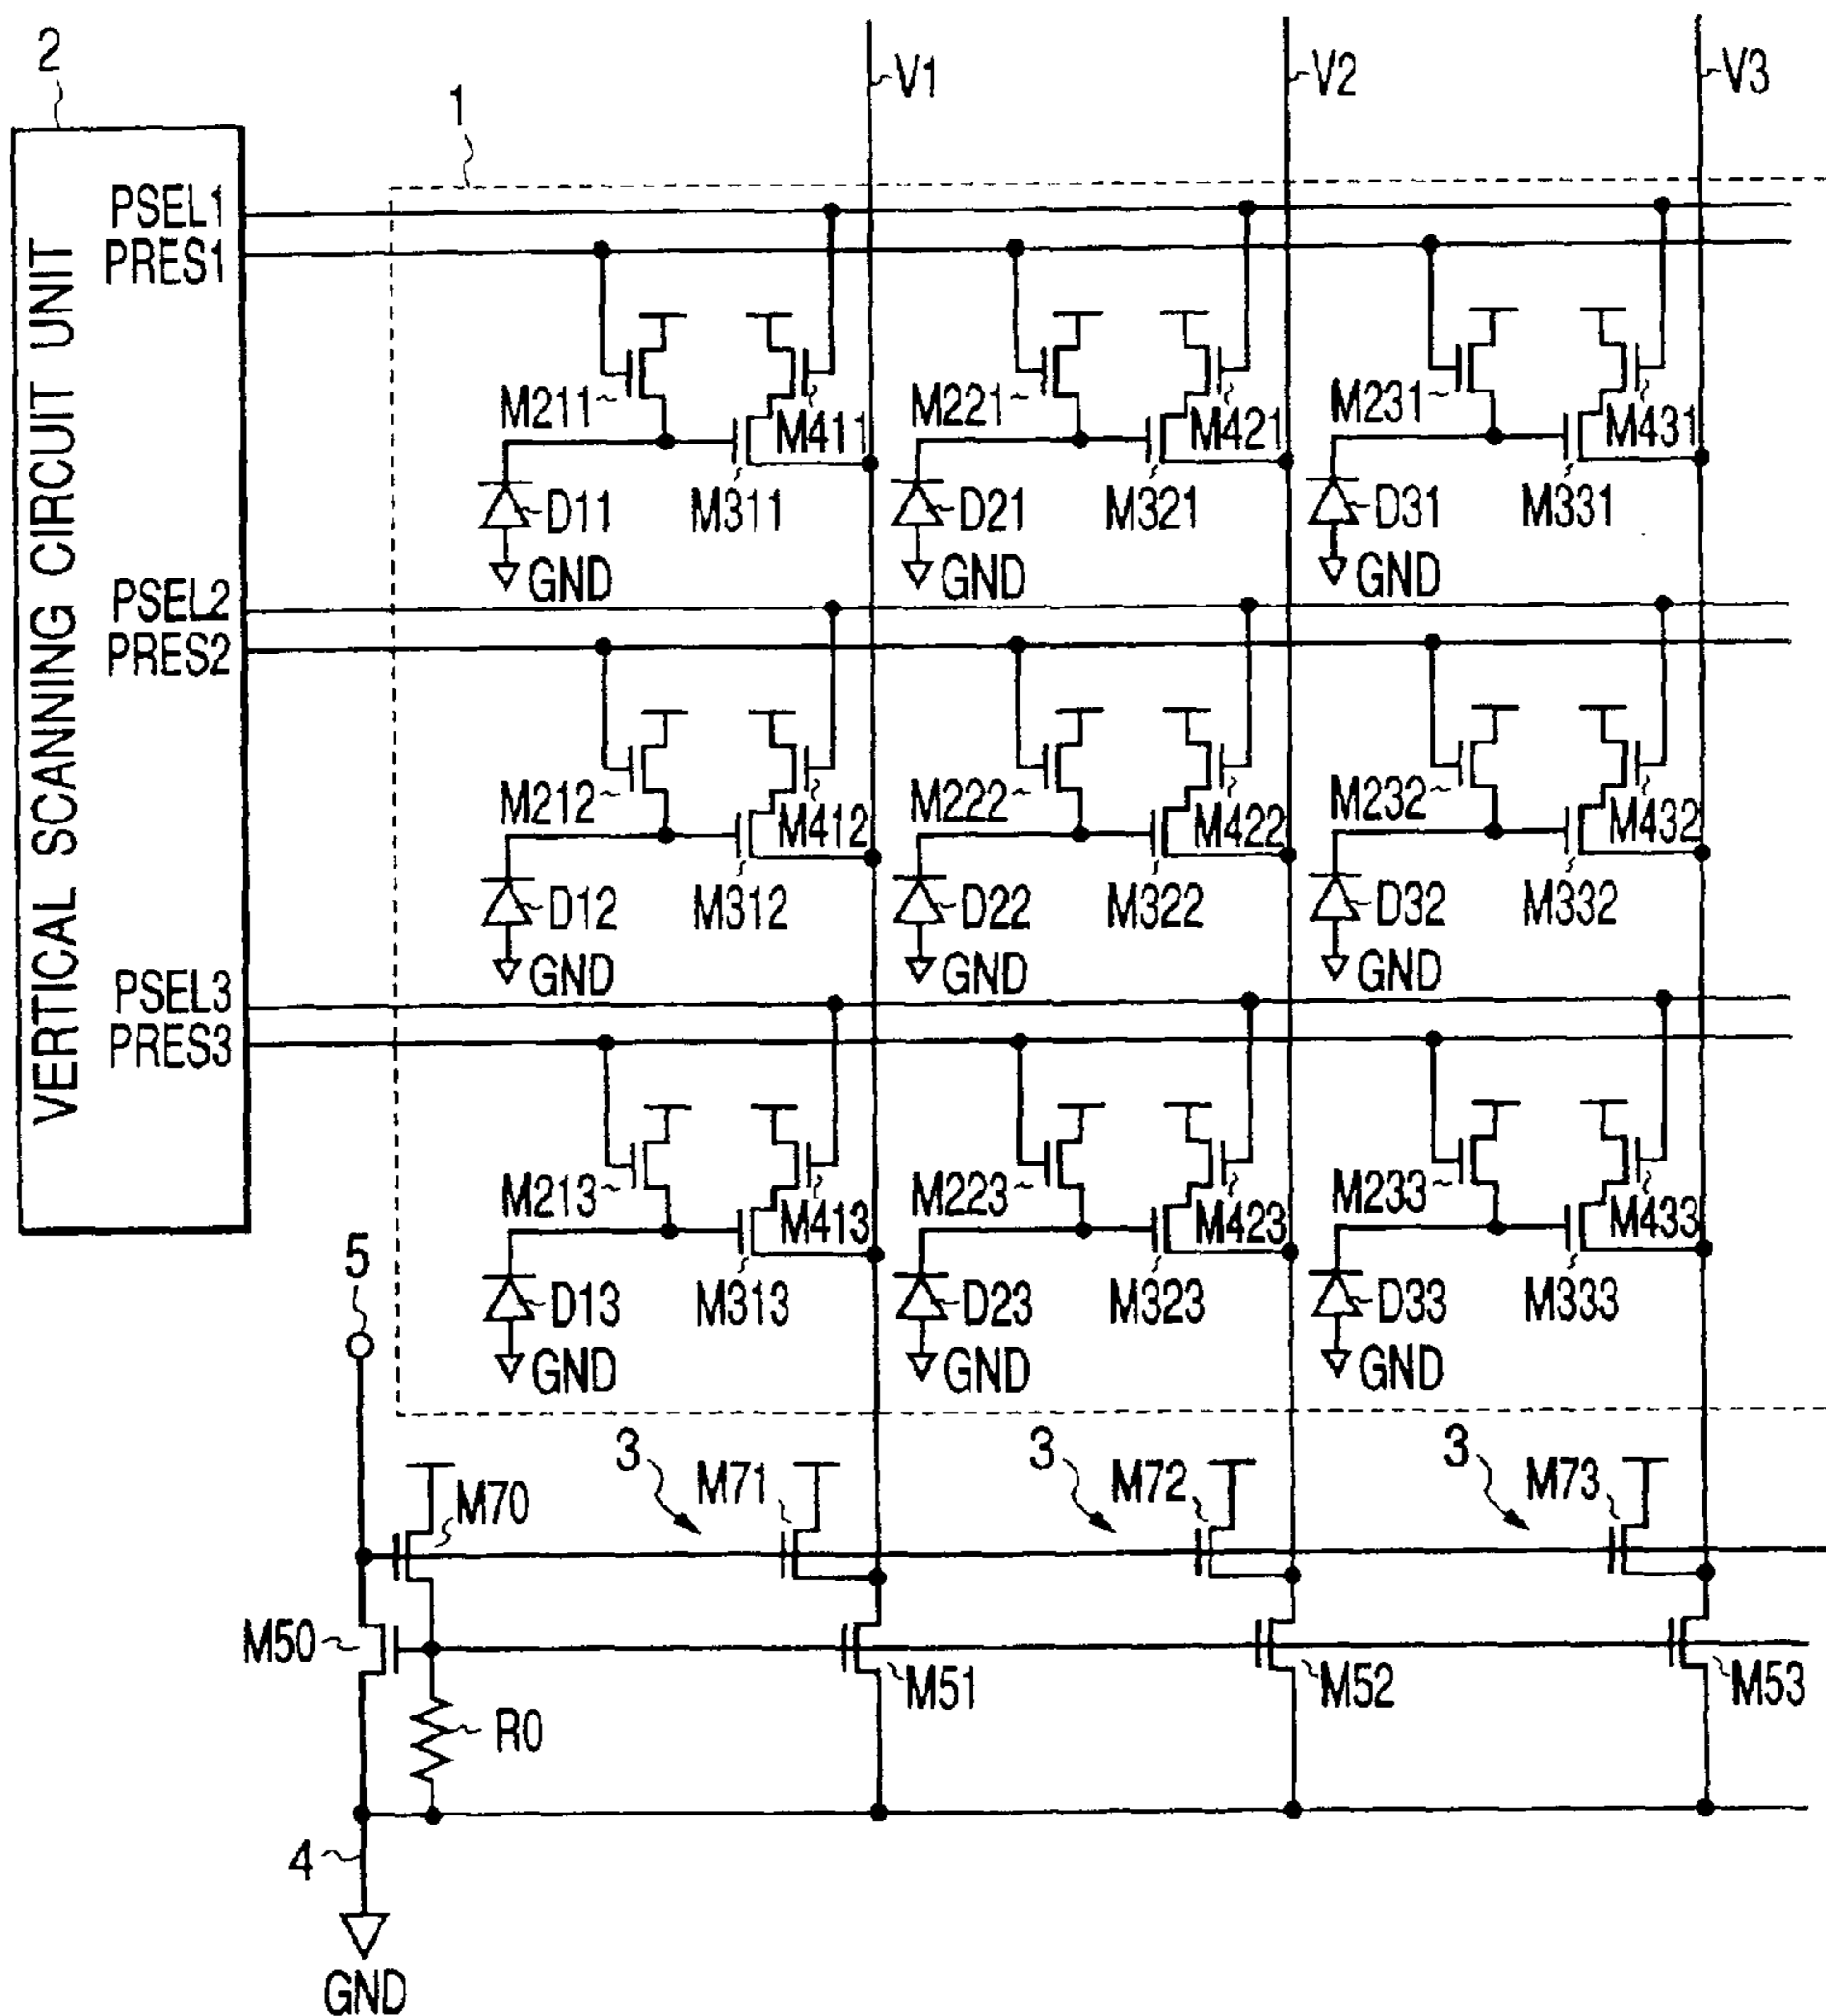 2
1
V1
V2
V3
VERTICAL SCANNING CIRCUIT UNIT
PSEL1
PRES1
M211
M411
M221
M421
M231
M431
D11
M311
D21
M321
D31
M331
GND
GND
GND
PSEL2
PRES2
M212
M412
M222
M422
M232
M432
D12
M312
D22
M322
D32
M332
GND
GND
GND
PSEL3
PRES3
M213
M413
M223
M423
M233
M433
5
D13
M313
D23
M323
D33
M333
GND
GND
GND
3
M71
3
M72
3
M73
M70
M50
M51
M52
M53
R0
4
GND